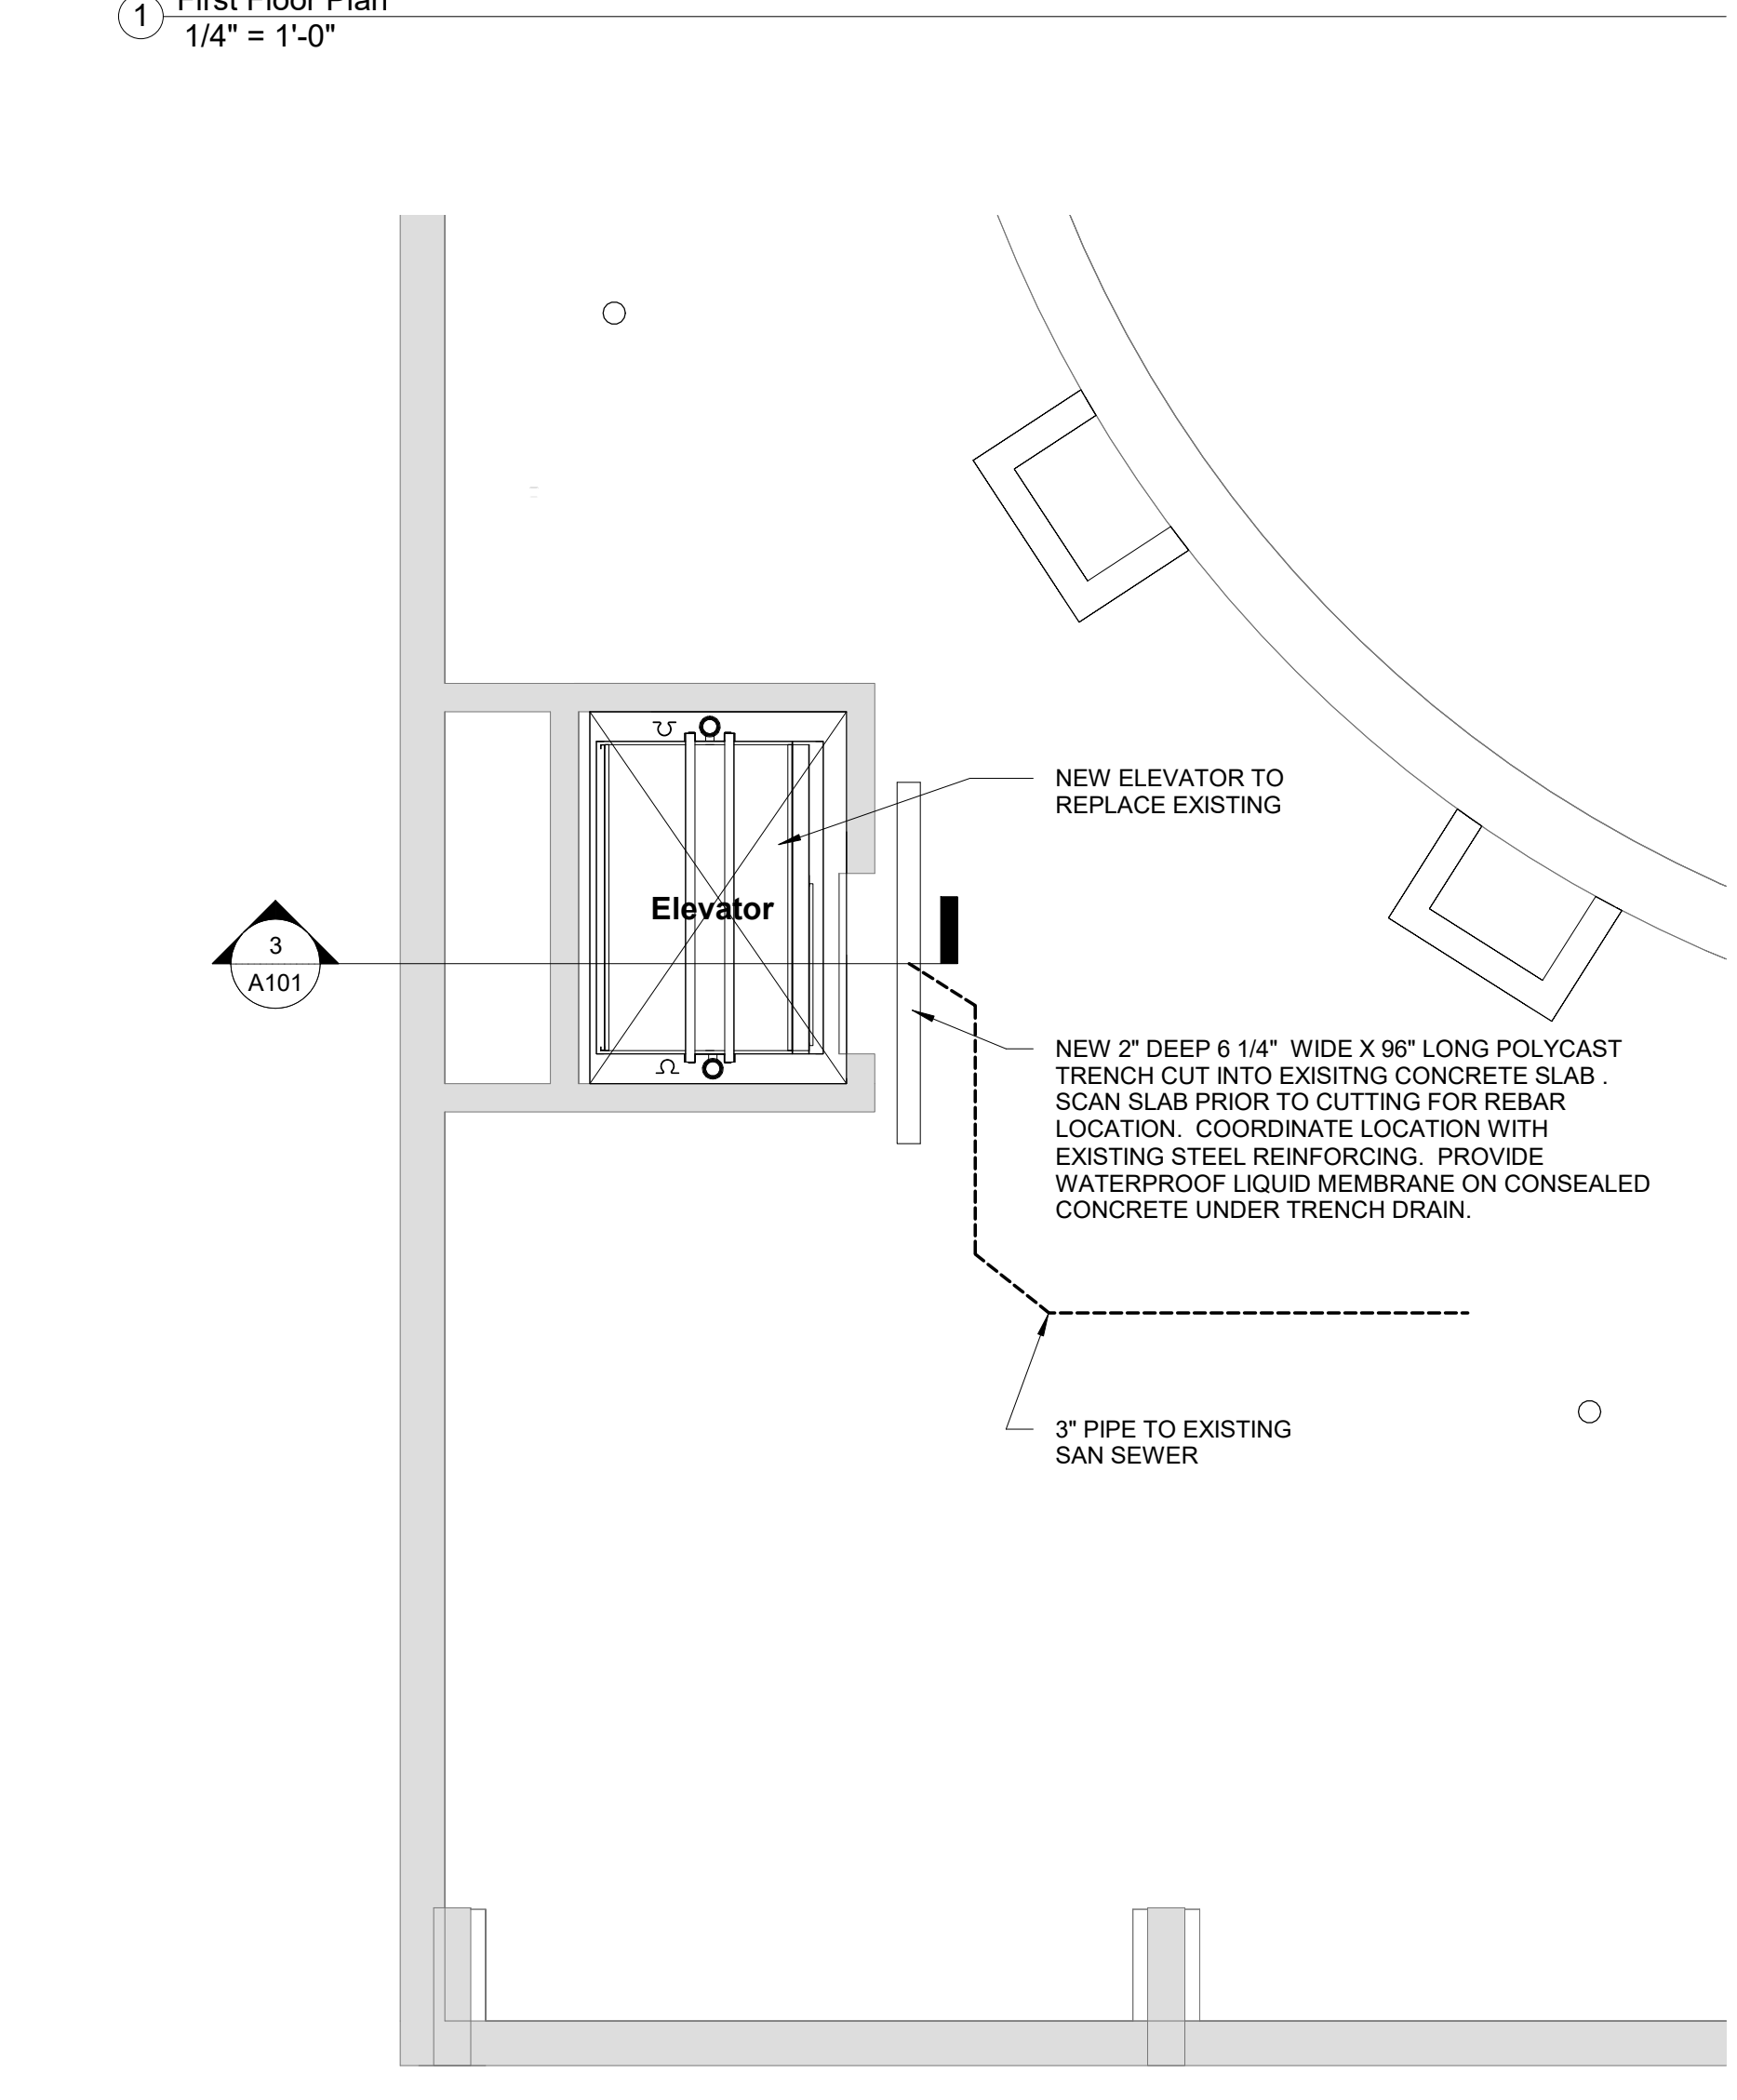 1 First Floor Plan
1/4" = 1'-0"
NEW ELEVATOR TO
REPLACE EXISTING
Elevator
3
A101
NEW 2" DEEP 6 1/4"  WIDE X 96" LONG POLYCAST
TRENCH CUT INTO EXISITNG CONCRETE SLAB .
SCAN SLAB PRIOR TO CUTTING FOR REBAR
LOCATION.  COORDINATE LOCATION WITH
EXISTING STEEL REINFORCING.  PROVIDE
WATERPROOF LIQUID MEMBRANE ON CONSEALED
CONCRETE UNDER TRENCH DRAIN.
3" PIPE TO EXISTING
SAN SEWER